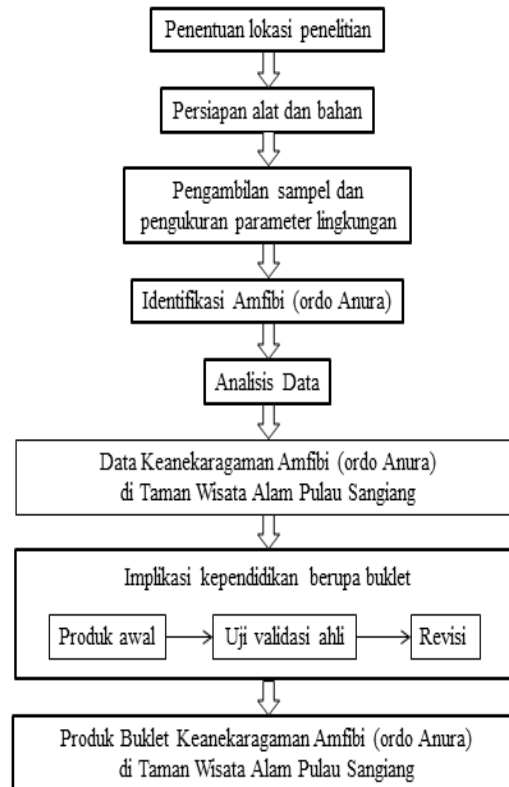 Penentuan lokasi penelitian
Persiapan alat dan bahan
Pengambilan sampel dan
pengukuran parameter lingkungan
Identifikasi Amfibi (ordo Anura)
Analisis Data
Data Keanekaragaman Amfibi (ordo Anura)
di Taman Wisata Alam Pulau Sangiang
Implikasi kependidikan berupa buklet
Produk awal
Uji validasi ahli
Revisi
Produk Buklet Keanekaragaman Amfibi (ordo Anura)
di Taman Wisata Alam Pulau Sangiang